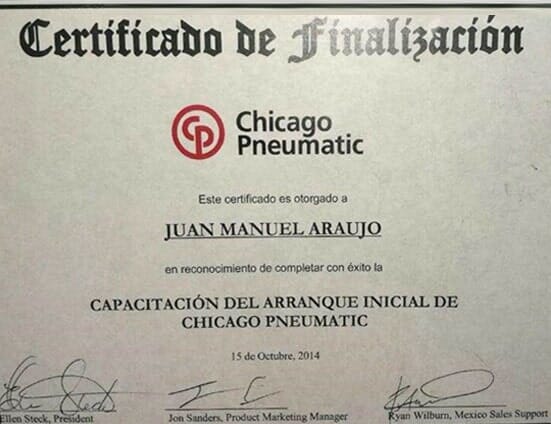 Certificado de Finalización
CP
Chicago
Pneumatic
Este certificado es otorgado a
JUAN MANUEL ARAUJO
en reconocimiento de completar con éxito la
CAPACITACIÓN DEL ARRANQUE INICIAL DE
CHICAGO PNEUMATIC
15 de Octubre, 2014
Ellen Steck, President
Jon Sanders, Product Marketing Manager
Ryan Wilburn, Mexico Sales Support